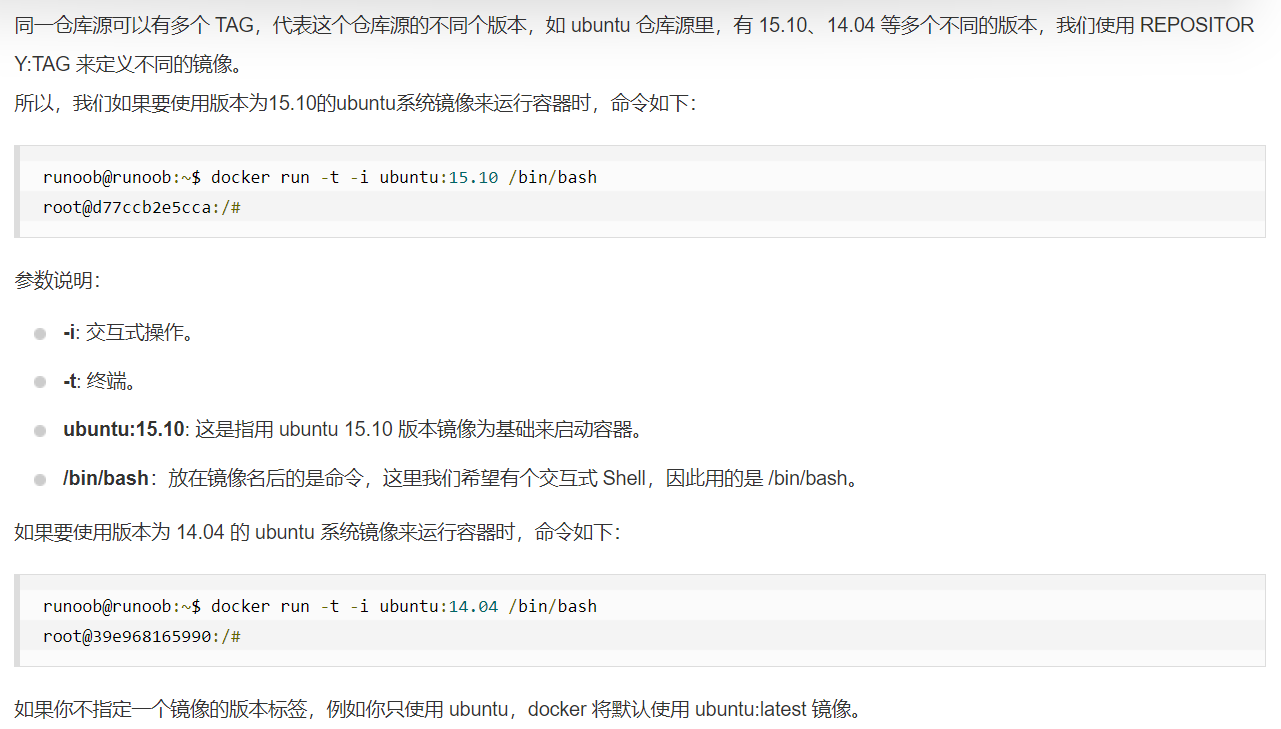 同一仓库源可以有多个 TAG，代表这个仓库源的不同个版本，如 ubuntu 仓库源里，有 15.10、14.04 等多个不同的版本，我们使用 REPOSITOR
Y:TAG 来定义不同的镜像。
所以，我们如果要使用版本为15.10的ubuntu系统镜像来运行容器时，命令如下：
runoob@runoob:~$ docker run -t -i ubuntu:15.10 /bin/bash
root@d77ccb2e5cca:/#
参数说明：
-i: 交互式操作。
-t: 终端。
ubuntu:15.10: 这是指用 ubuntu 15.10 版本镜像为基础来启动容器。
/bin/bash：放在镜像名后的是命令，这里我们希望有个交互式 Shell，因此用的是 /bin/bash。
如果要使用版本为 14.04 的 ubuntu 系统镜像来运行容器时，命令如下：
runoob@runoob:~$ docker run -t -i ubuntu:14.04 /bin/bash
root@39e968165990:/#
如果你不指定一个镜像的版本标签，例如你只使用 ubuntu，docker 将默认使用 ubuntu:latest 镜像。